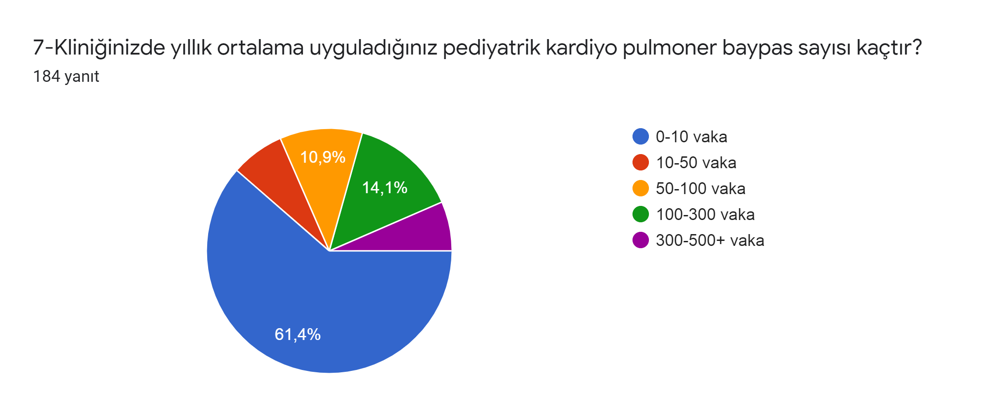 7-Kliniğinizde yıllık ortalama uyguladığınız pediyatrik kardiyo pulmoner baypas sayısı kaçtır?
184 yanıt
10,9%
14,1%
61,4%
0-10 vaka
10-50 vaka
50-100 vaka
100-300 vaka
300-500+ vaka